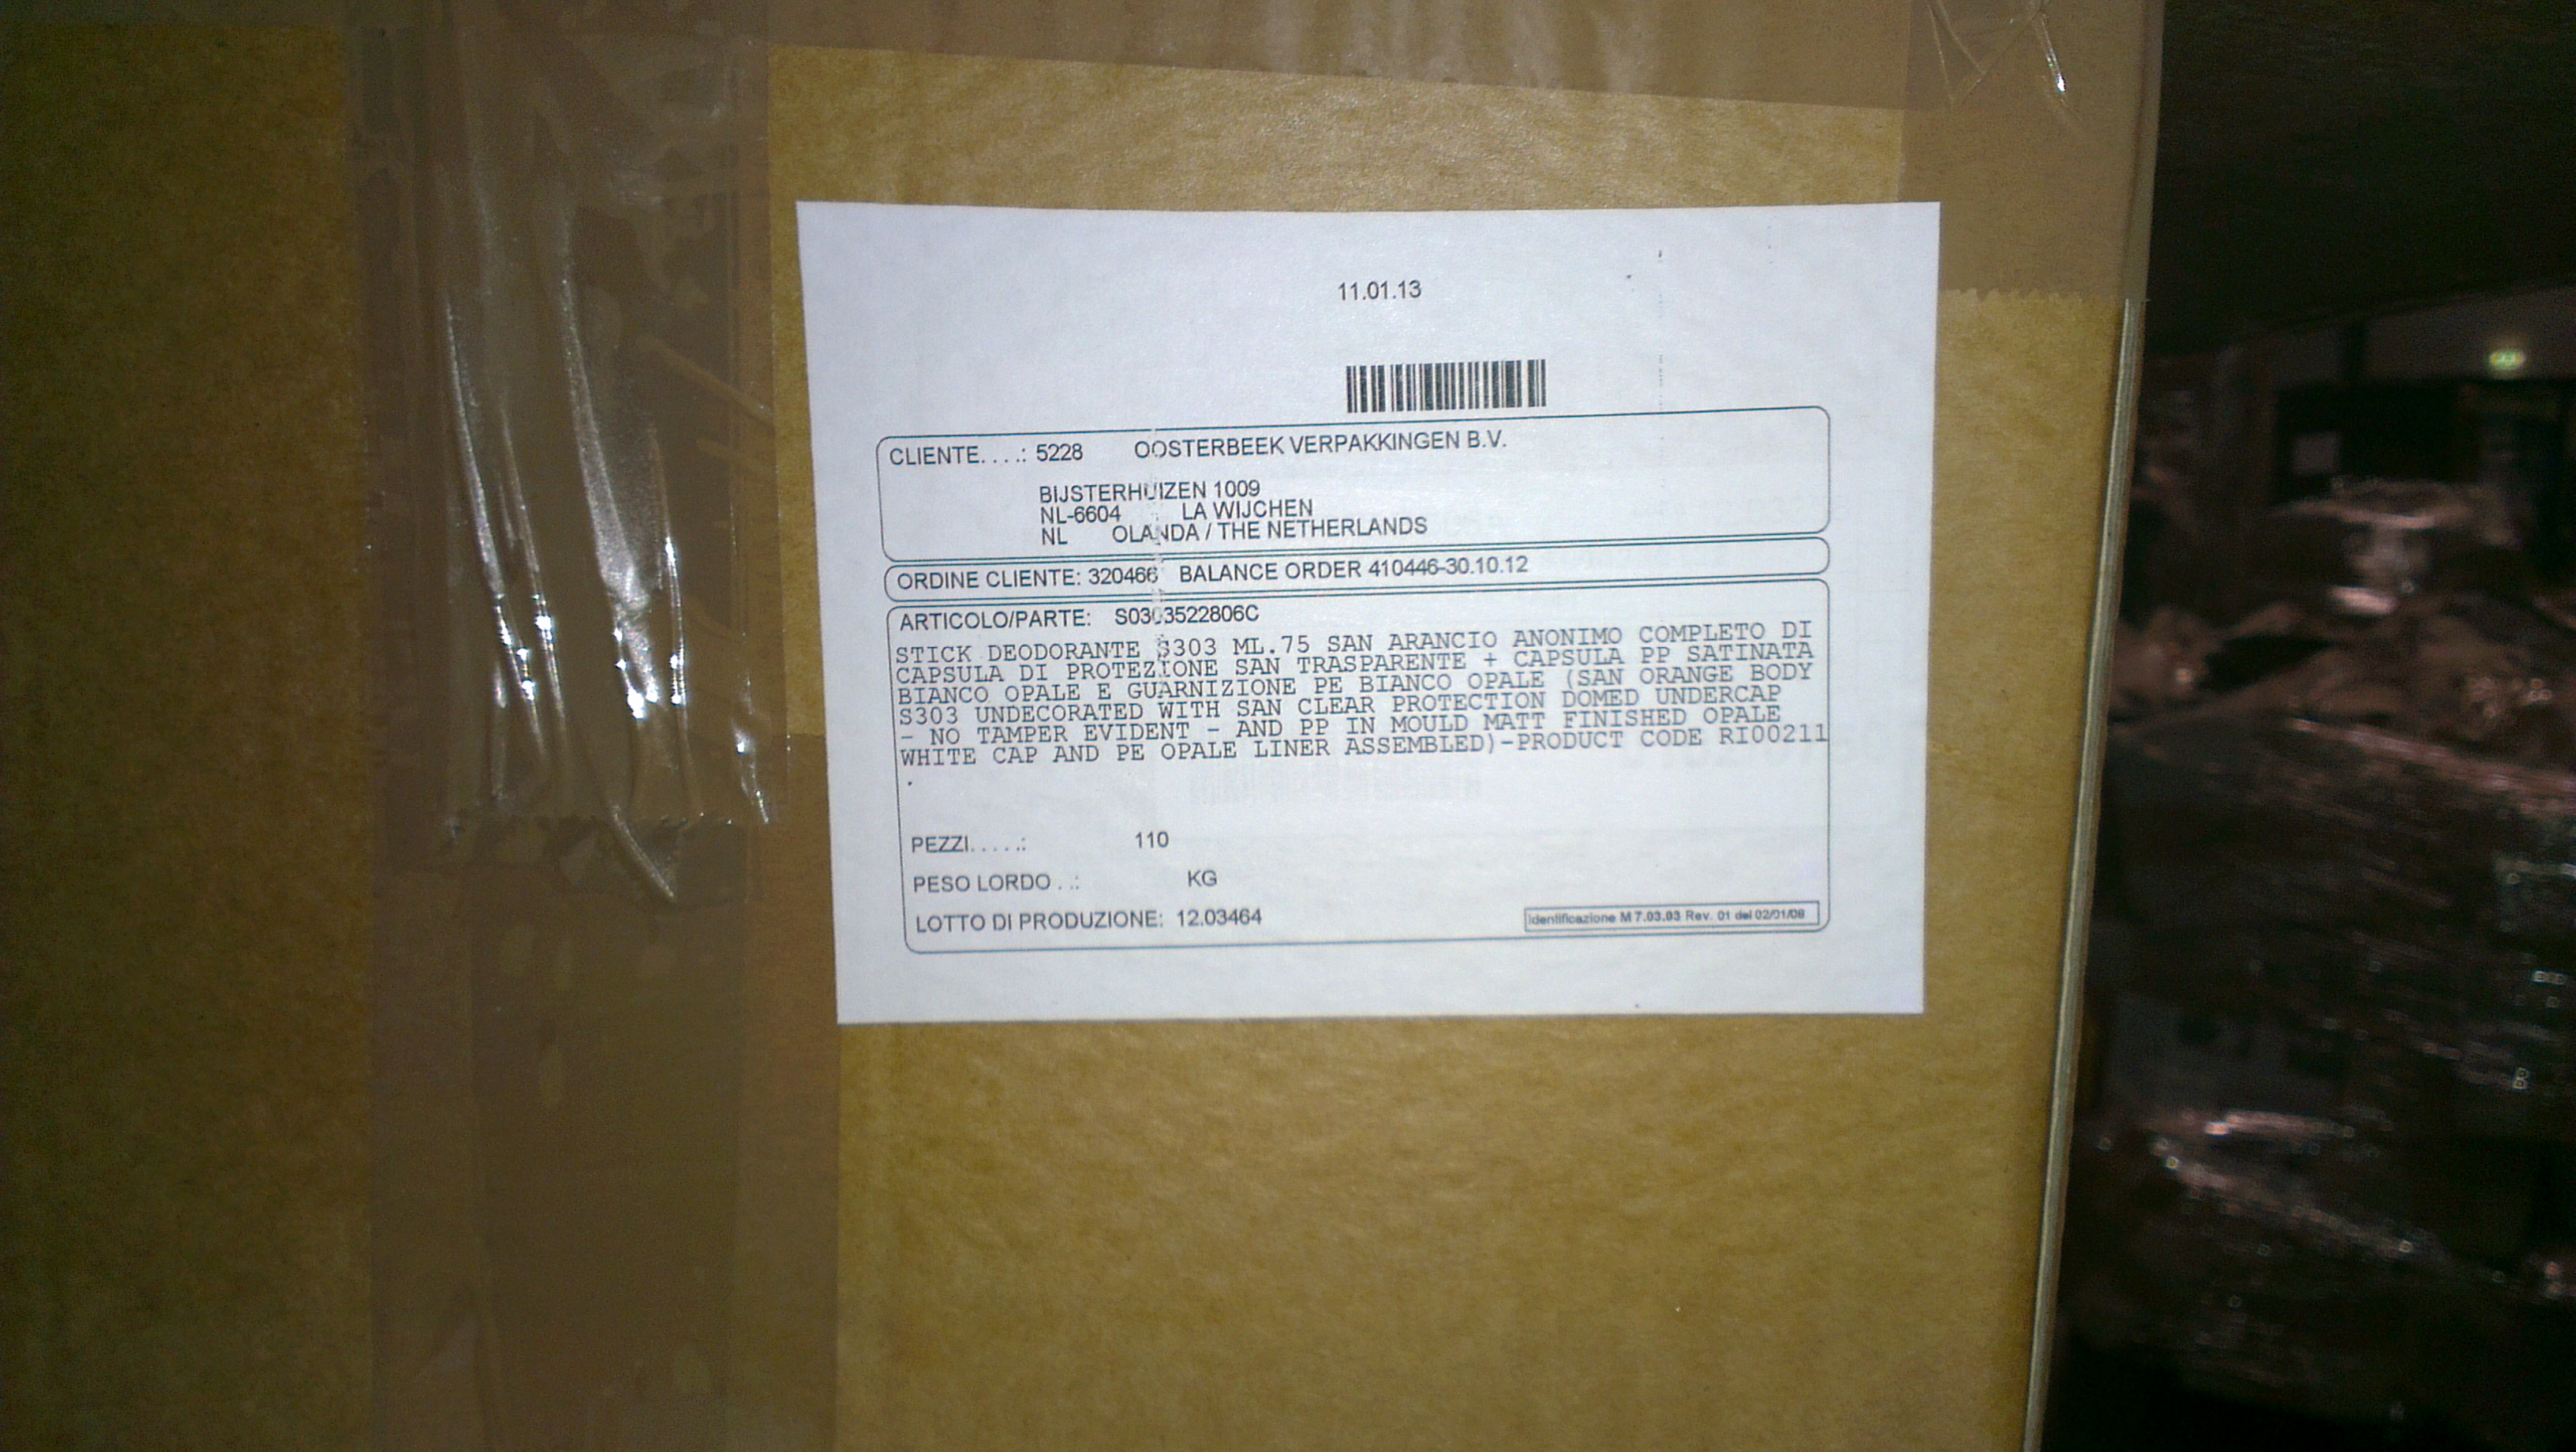 11.01.13
CLIENTE....: 5228 OOSTERBEEK VERPAKKINGEN B.V.
BIJSTERHUIZEN 1009
NL-6604 LA WIJCHEN
NL OLANDA / THE NETHERLANDS
ORDINE CLIENTE: 320466 BALANCE ORDER 410446-30.10.12
ARTICOLO/PARTE: S0303522806C
STICK DEODORANTE S303 ML.75 SAN ARANCIO ANONIMO COMPLETO DI
CAPSULA DI PROTEZIONE SAN TRASPARENTE + CAPSULA PP SATINATA
BIANCO OPALE E GUARNIZIONE PE BIANCO OPALE (SAN ORANGE BODY
S303 UNDECORATED WITH SAN CLEAR PROTECTION DOMED UNDERCAP
- NO TAMPER EVIDENT - AND PP IN MOULD MATT FINISHED OPALE
WHITE CAP AND PE OPALE LINER ASSEMBLED)-PRODUCT CODE RI00211
.
PEZZI.....: 110
PESO LORDO . .: KG
LOTTO DI PRODUZIONE: 12.03464
Identificazione M 7.03.03 Rev. 01 del 02/01/08